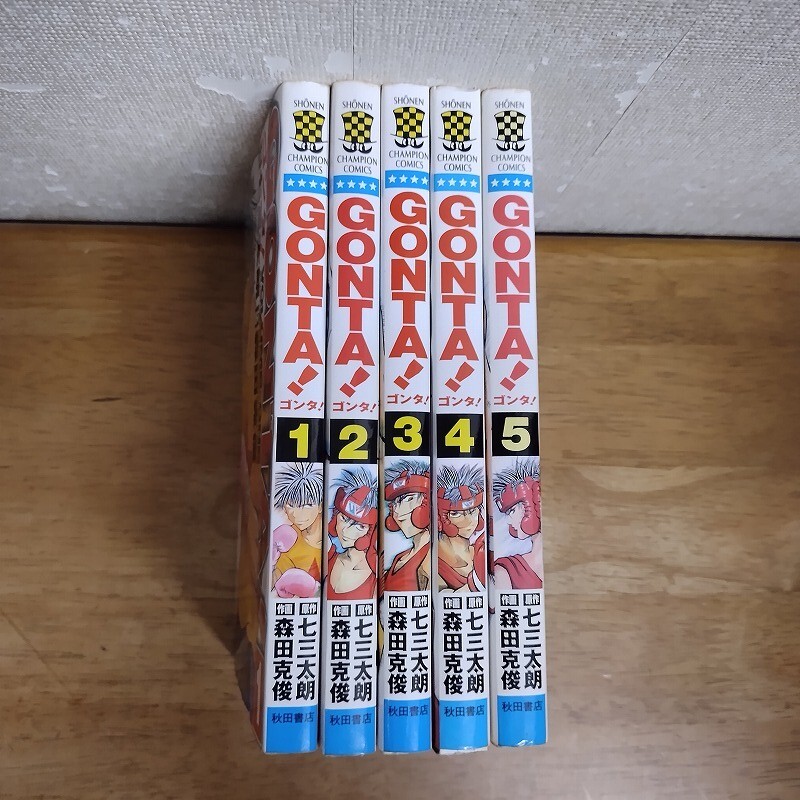 SHŌNEN
CHAMPION
COMICS
GONTA!
ゴンタ!
1
原作 七三太朗
作画 森田克俊
秋田書店
SHŌNEN
CHAMPION
COMICS
GONTA!
ゴンタ!
2
原作 七三太朗
作画 森田克俊
秋田書店
SHŌNEN
CHAMPION
COMICS
GONTA!
ゴンタ!
3
原作 七三太朗
作画 森田克俊
秋田書店
SHŌNEN
CHAMPION
COMICS
GONTA!
ゴンタ!
4
原作 七三太朗
作画 森田克俊
秋田書店
SHŌNEN
CHAMPION
COMICS
GONTA!
ゴンタ!
5
原作 七三太朗
作画 森田克俊
秋田書店